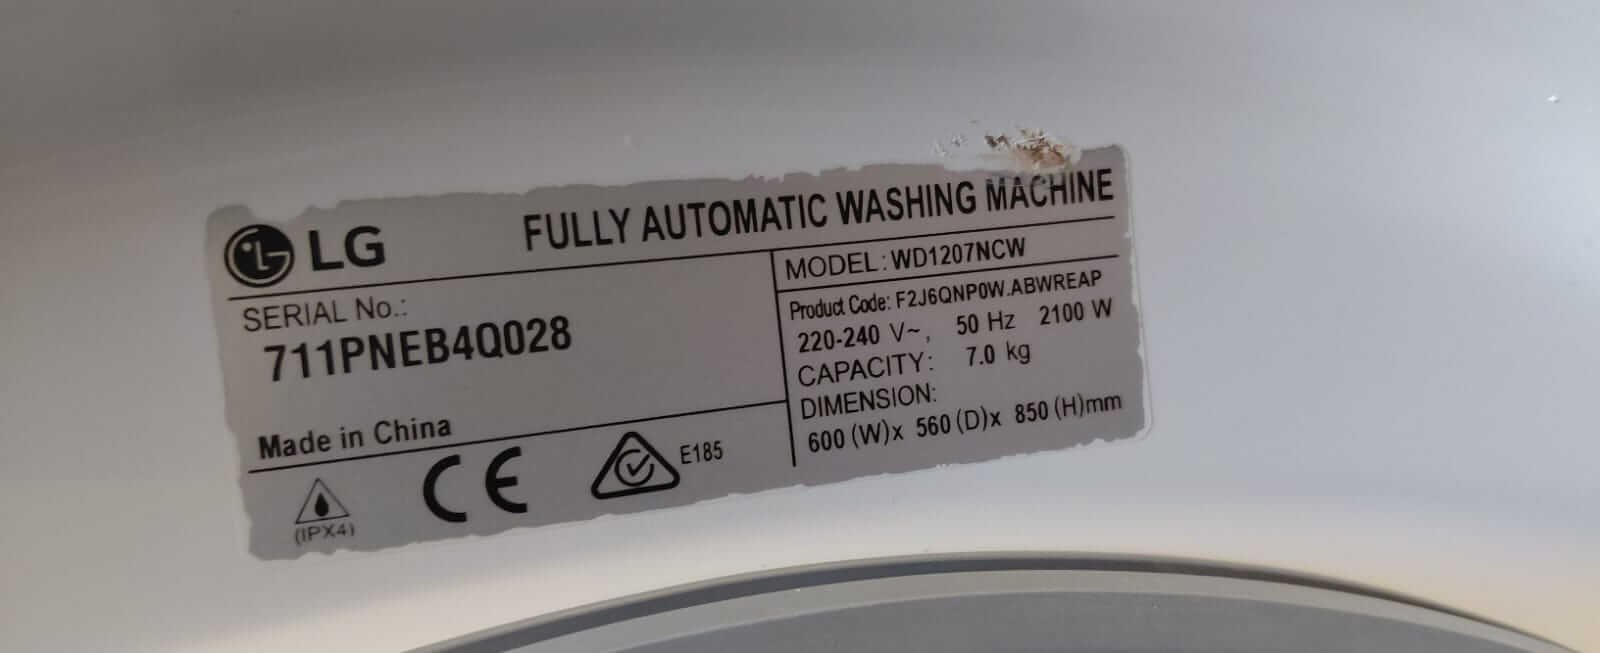 LG FULLY AUTOMATIC WASHING MACHINE
SERIAL No.:
711PNEB4Q028
Made in China
(IPX4)
CE
E185
MODEL: WD1207NCW
Product Code: F2J6QNP0W.ABWREAP
220-240 V~, 50 Hz 2100 W
CAPACITY: 7.0 kg
DIMENSION:
600 (W)x 560 (D)x 850 (H)mm